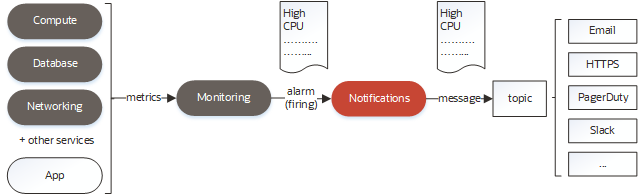 Compute
Database
Networking
+ other services
App
metrics
Monitoring
High
CPU
..........
.........
alarm
(firing)
Notifications
High
CPU
..........
.........
message
topic
Email
HTTPS
PagerDuty
Slack
...